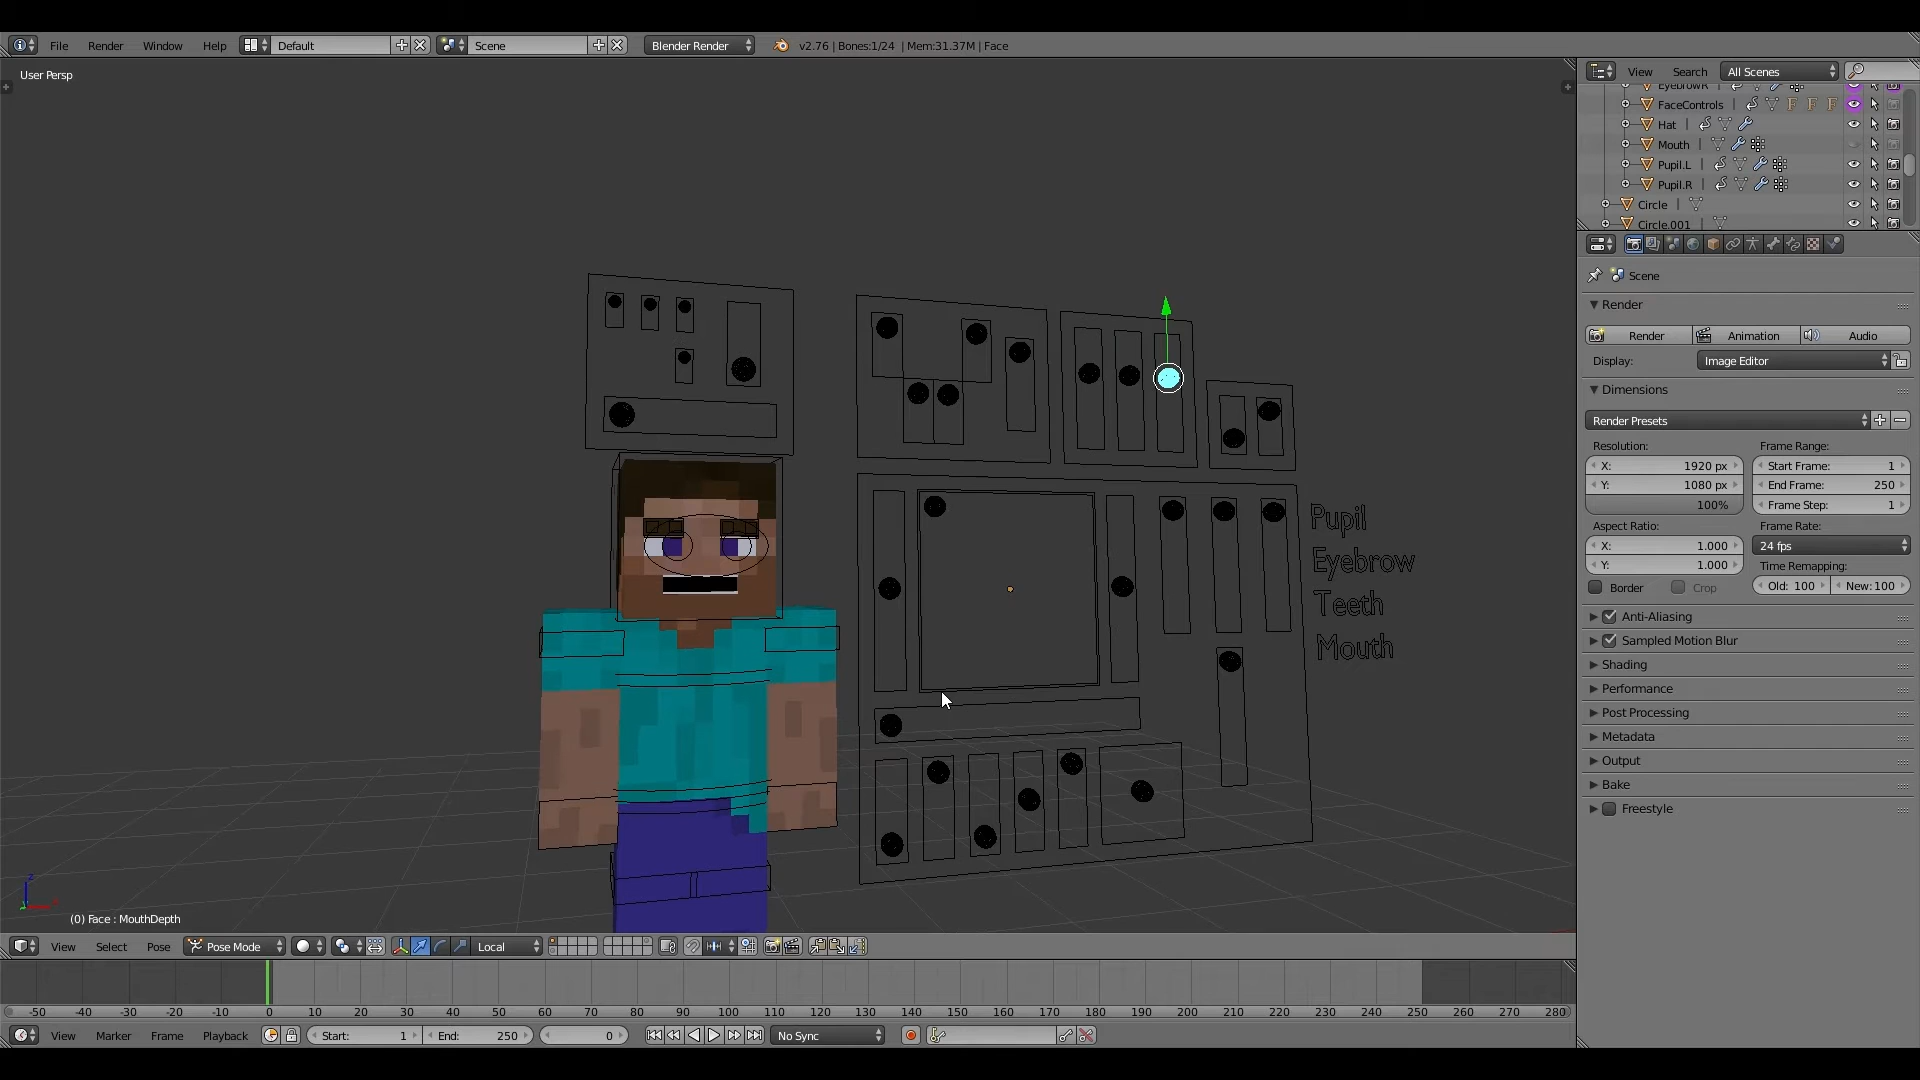 File Render Window Help Default Scene Blender Render v2.76 | Bones:1/24 | Mem:31.37M | Face
User Persp
View Search All Scenes
EyebrowR
FaceControls
Hat
Mouth
Pupil.L
Pupil.R
Circle
Circle.001
Scene
Render
Render Animation Audio
Display: Image Editor
Dimensions
Render Presets
Resolution: Frame Range:
X: 1920 px Start Frame: 1
Y: 1080 px End Frame: 250
100% Frame Step: 1
Aspect Ratio: Frame Rate:
X: 1.000 24 fps
Y: 1.000 Time Remapping:
Border Crop Old: 100 New: 100
Anti-Aliasing
Sampled Motion Blur
Shading
Performance
Post Processing
Metadata
Output
Bake
Freestyle
Pupil
Eyebrow
Teeth
Mouth
(0) Face : MouthDepth
View Select Pose Pose Mode Local
-50 -40 -30 -20 -10 0 10 20 30 40 50 60 70 80 90 100 110 120 130 140 150 160 170 180 190 200 210 220 230 240 250 260 270 280
View Marker Frame Playback Start: 1 End: 250 0 No Sync